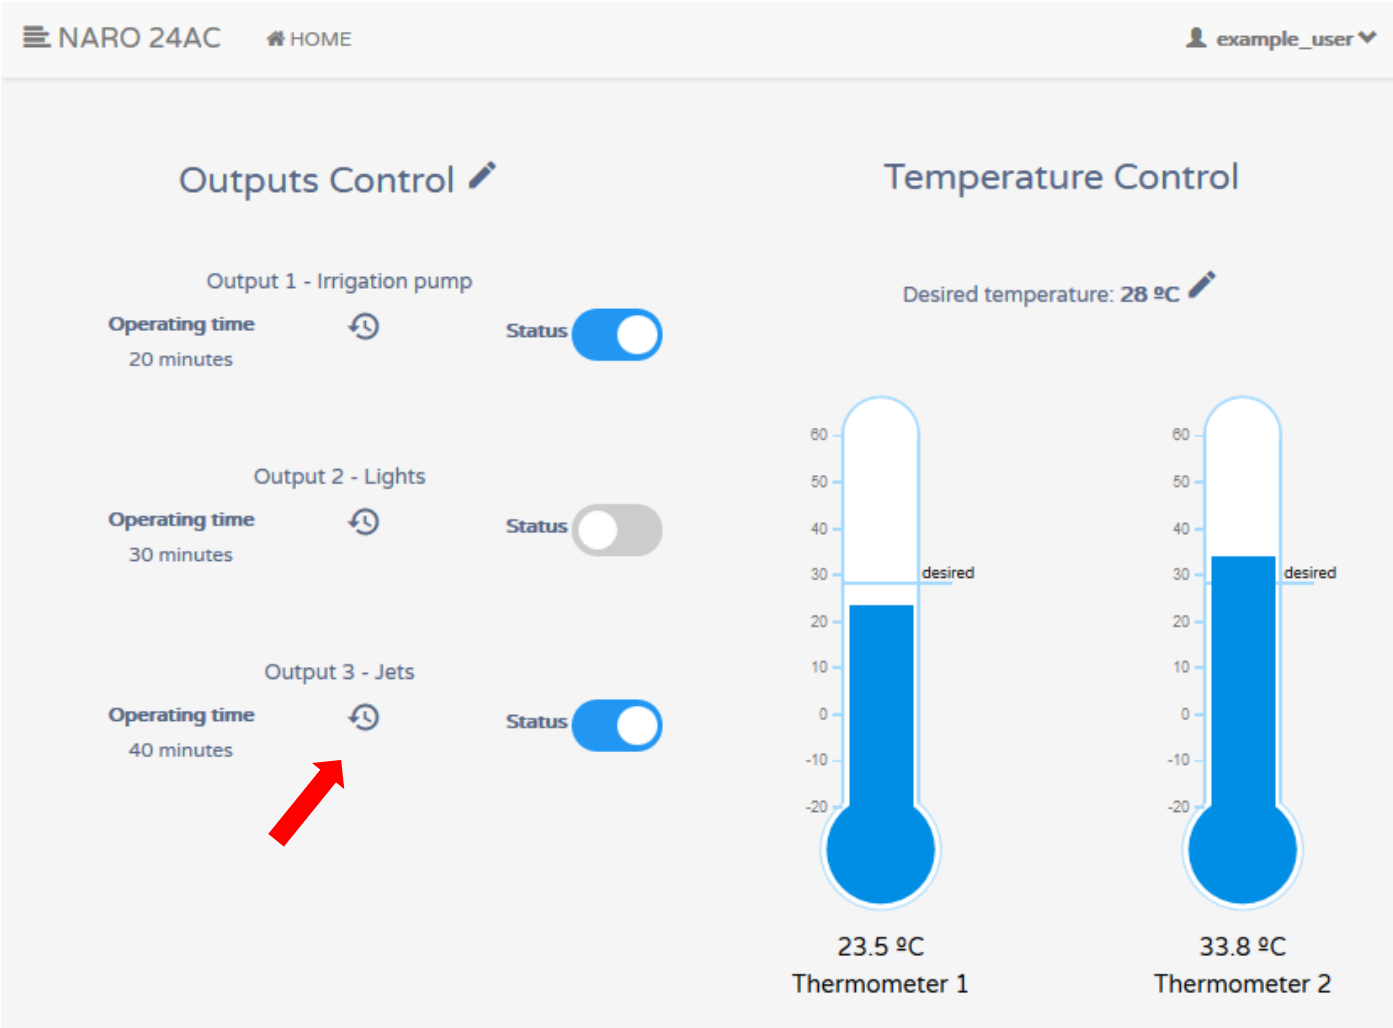 NARO 24AC HOME example_user
Outputs Control
Output 1 - Irrigation pump
Operating time Status
20 minutes
Output 2 - Lights
Operating time Status
30 minutes
Output 3 - Jets
Operating time Status
40 minutes
Temperature Control
Desired temperature: 28 ºC
60
50
40
30 desired
20
10
0
-10
-20
23.5 ºC
Thermometer 1
60
50
40
30 desired
20
10
0
-10
-20
33.8 ºC
Thermometer 2